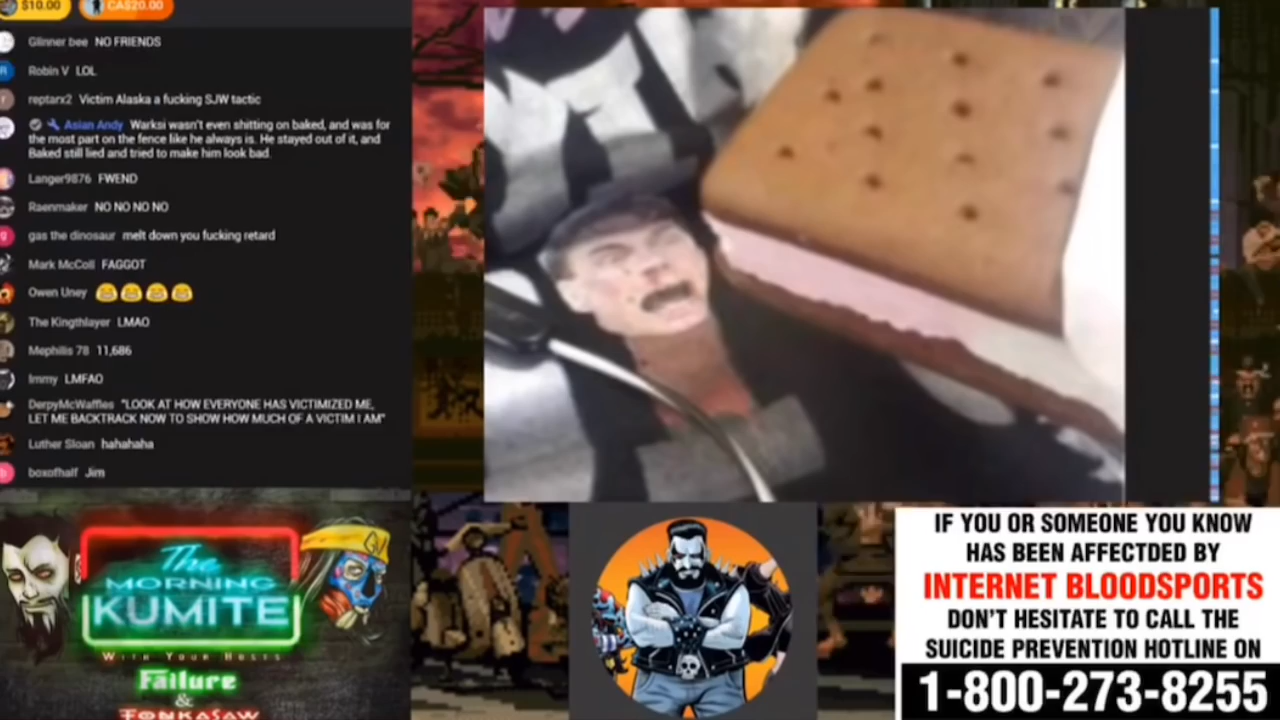 $10.00
CA$20.00
Glinner bee NO FRIENDS
Robin V LOL
reptarx2 Victim Alaska a fucking SJW tactic
Asian Andy Warksi wasn't even shitting on baked, and was for
the most part on the fence like he always is. He stayed out of it, and
Baked still lied and tried to make him look bad.
Langer9876 FWEND
Raenmaker NO NO NO NO
gas the dinosaur melt down you fucking retard
Mark McColl FAGGOT
Owen Uney 😂😂😂😂
The Kingthlayer LMAO
Mephilis 78 11,686
Immy LMFAO
DerpyMcWaffles "LOOK AT HOW EVERYONE HAS VICTIMIZED ME,
LET ME BACKTRACK NOW TO SHOW HOW MUCH OF A VICTIM I AM"
Luther Sloan hahahaha
boxofhalf Jim
The
MORNING
KUMITE
WITH YOUR HOSTS
Failure
&
TONKASAW
IF YOU OR SOMEONE YOU KNOW
HAS BEEN AFFECTDED BY
INTERNET BLOODSPORTS
DON'T HESITATE TO CALL THE
SUICIDE PREVENTION HOTLINE ON
1-800-273-8255